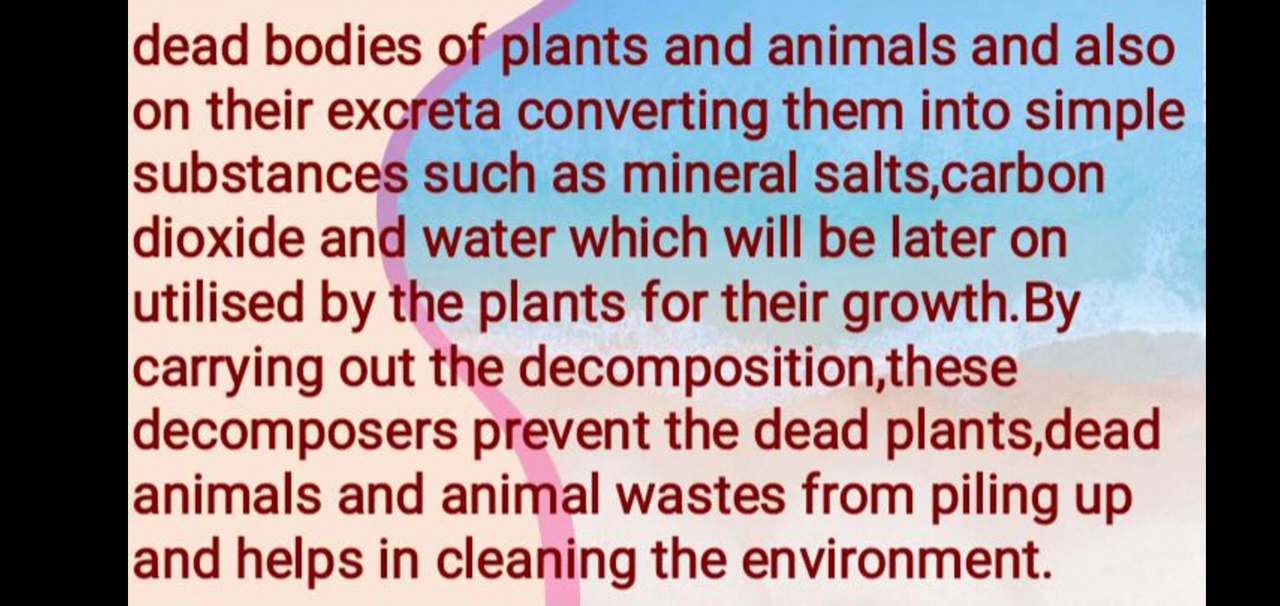 dead bodies of plants and animals and also
on their excreta converting them into simple
substances such as mineral salts,carbon
dioxide and water which will be later on
utilised by the plants for their growth.By
carrying out the decomposition,these
decomposers prevent the dead plants,dead
animals and animal wastes from piling up
and helps in cleaning the environment.